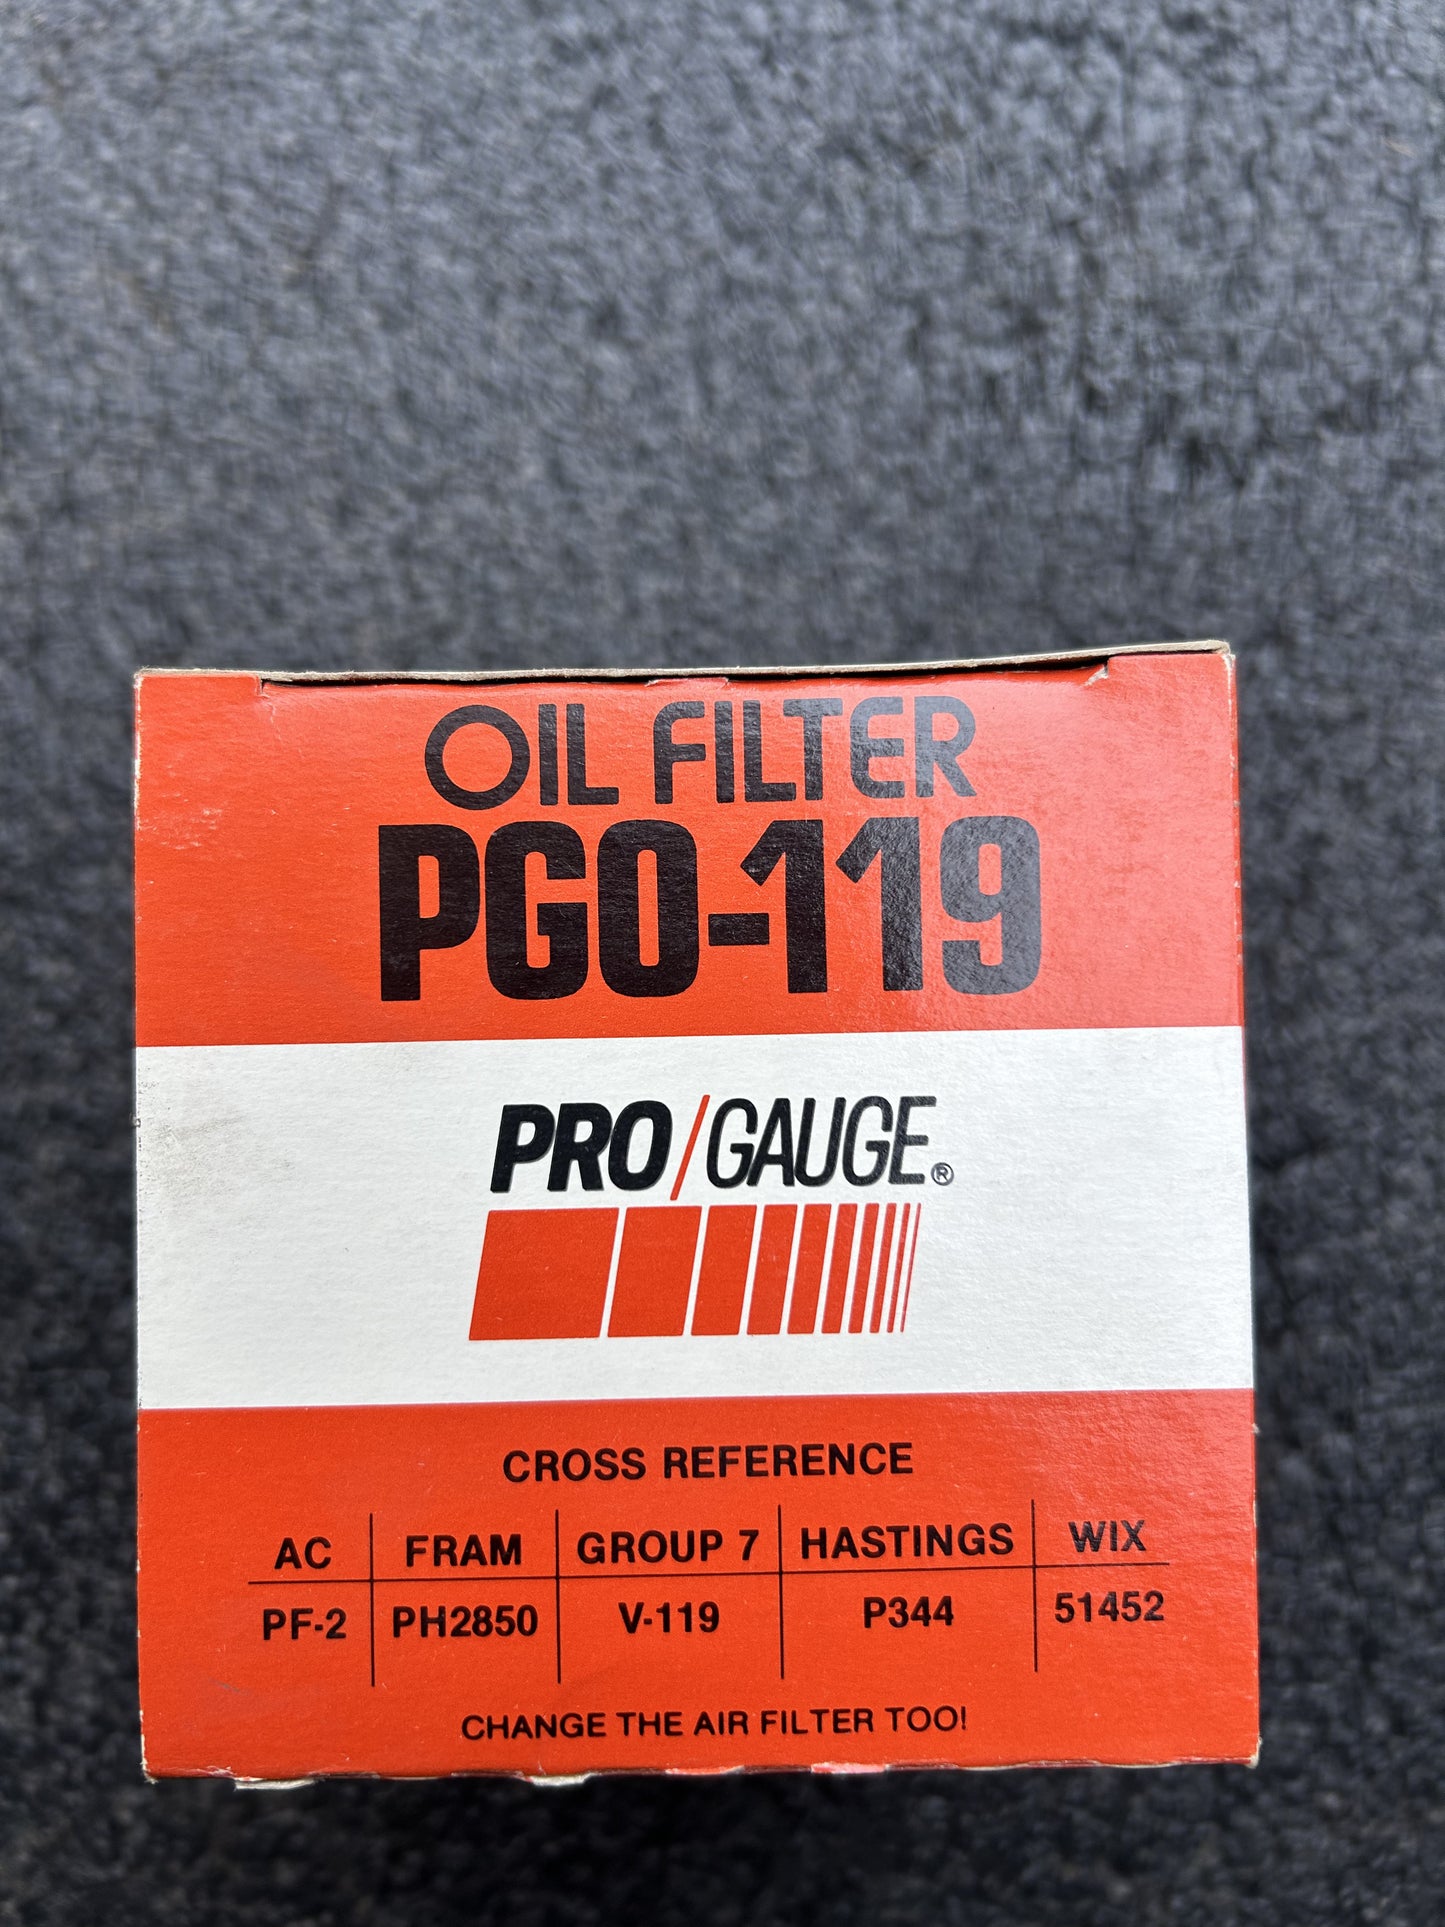 OIL FILTER
PGO-119
PRO/GAUGE®
CROSS REFERENCE
AC FRAM GROUP 7 HASTINGS WIX
PF-2 PH2850 V-119 P344 51452
CHANGE THE AIR FILTER TOO!